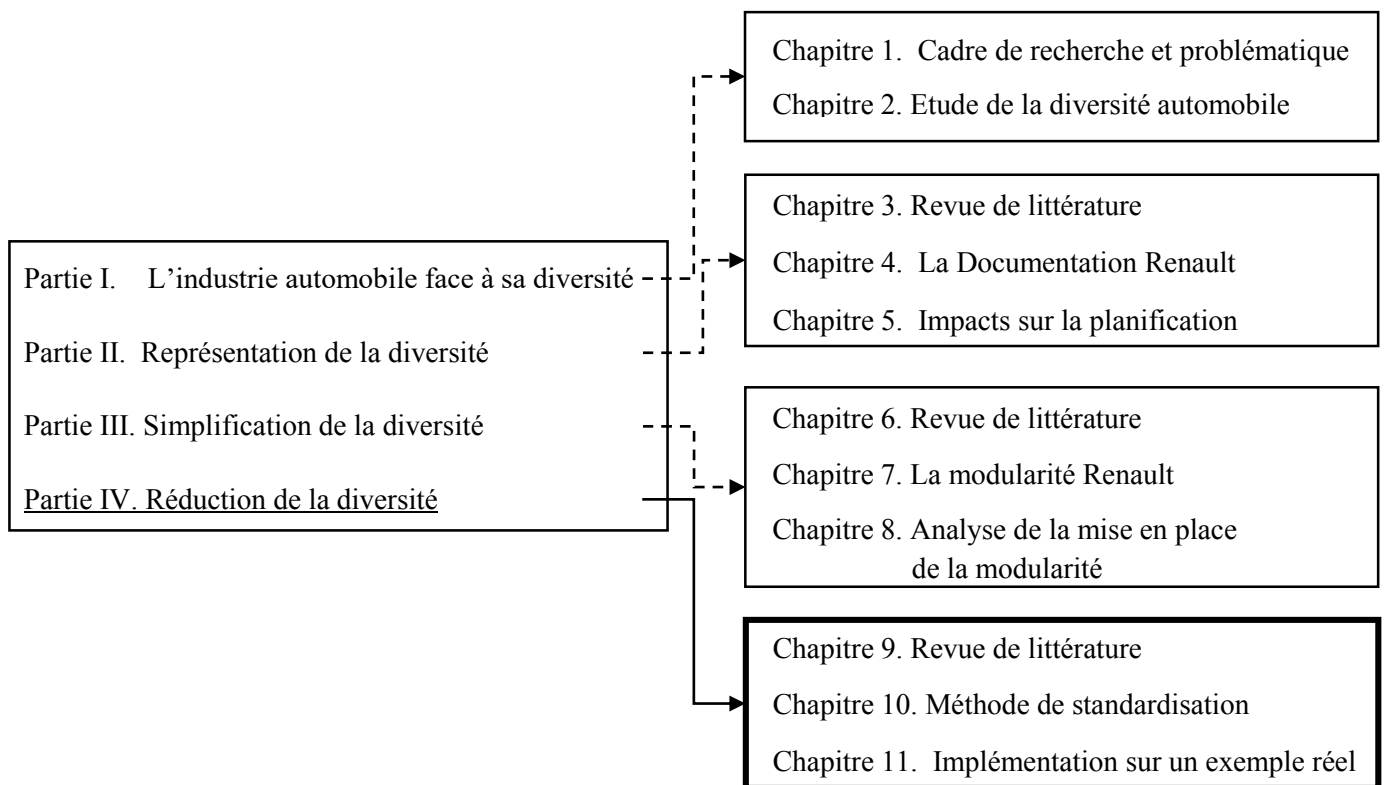 Partie I. L’industrie automobile face à sa diversité
Partie II. Représentation de la diversité
Partie III. Simplification de la diversité
Partie IV. Réduction de la diversité
Chapitre 1. Cadre de recherche et problématique
Chapitre 2. Etude de la diversité automobile
Chapitre 3. Revue de littérature
Chapitre 4. La Documentation Renault
Chapitre 5. Impacts sur la planification
Chapitre 6. Revue de littérature
Chapitre 7. La modularité Renault
Chapitre 8. Analyse de la mise en place
de la modularité
Chapitre 9. Revue de littérature
Chapitre 10. Méthode de standardisation
Chapitre 11. Implémentation sur un exemple réel